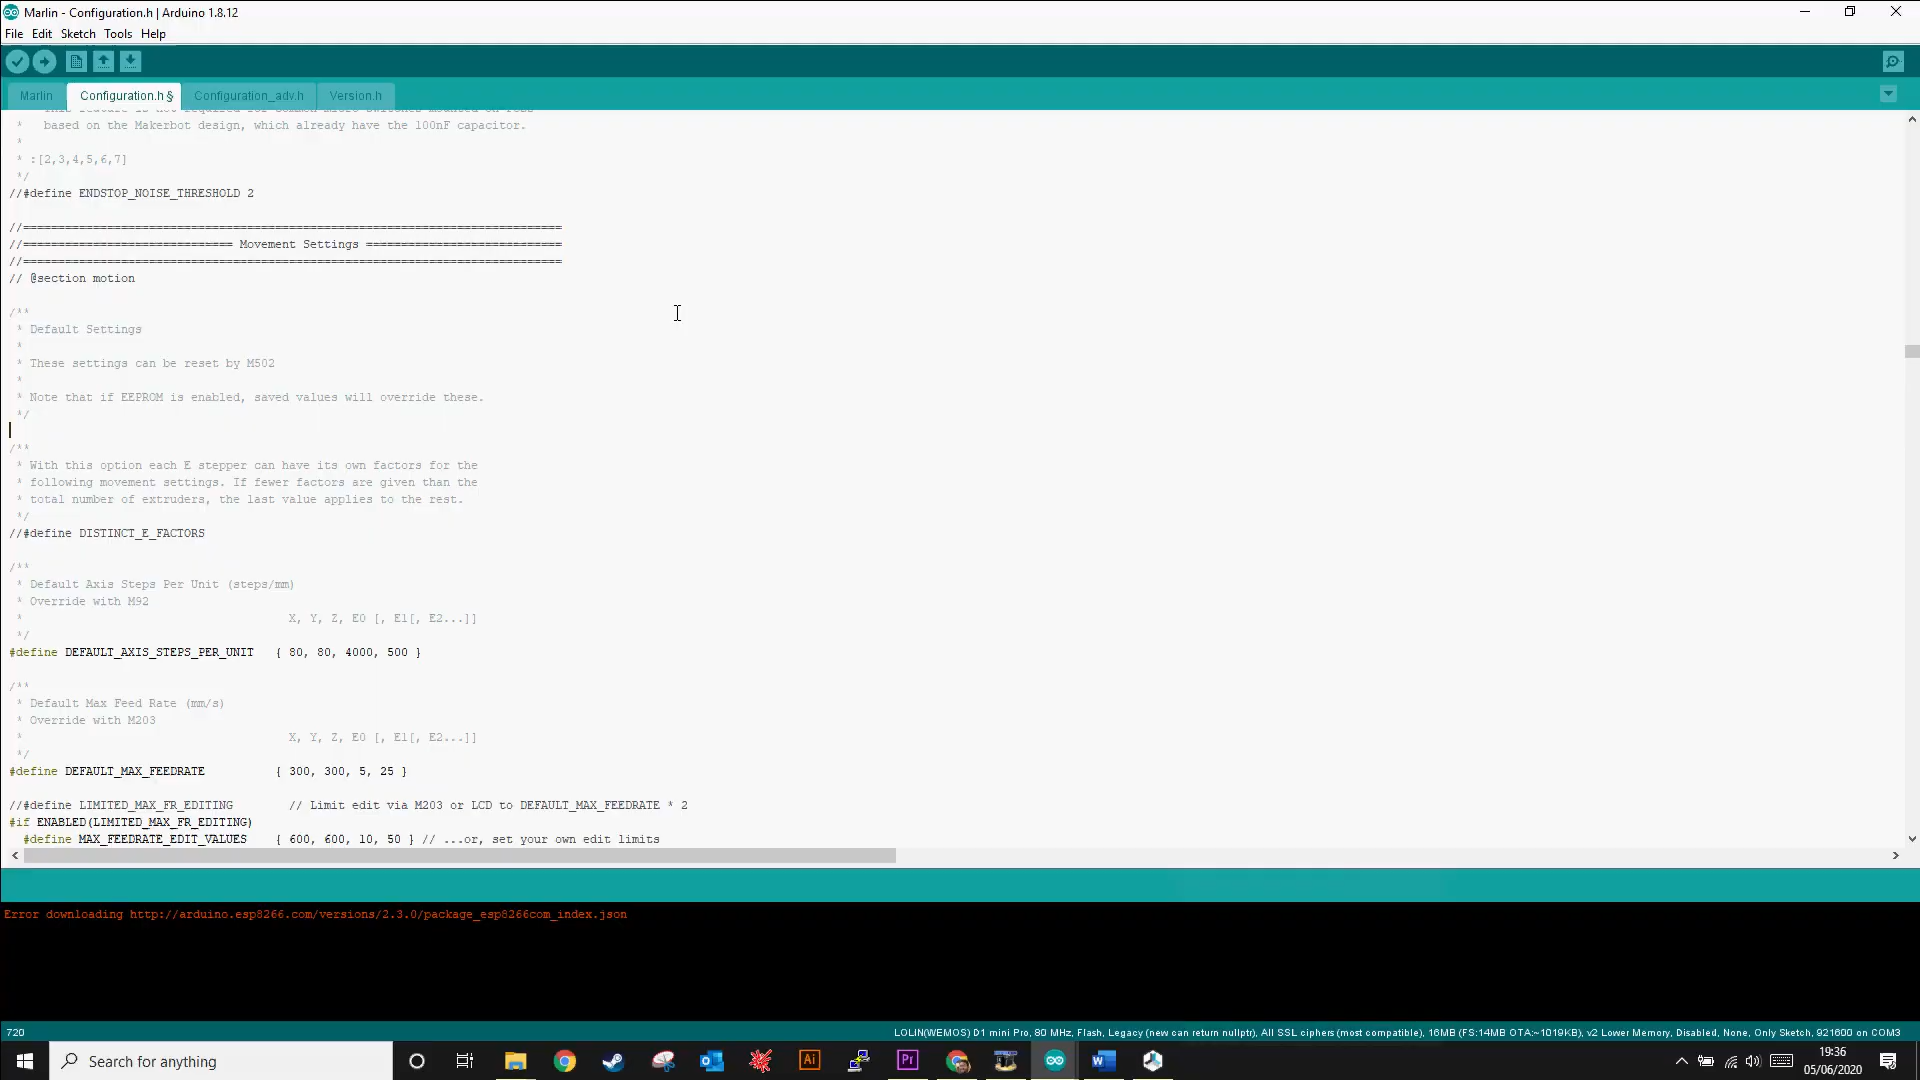 Marlin - Configuration.h | Arduino 1.8.12
File Edit Sketch Tools Help
Marlin Configuration.h § Configuration_adv.h Version.h
*   based on the Makerbot design, which already have the 100nF capacitor.
*
* :[2,3,4,5,6,7]
*/
//#define ENDSTOP_NOISE_THRESHOLD 2
//=============================================================================
//============================== Movement Settings ============================
//=============================================================================
// @section motion
/**
* Default Settings
*
* These settings can be reset by M502
*
* Note that if EEPROM is enabled, saved values will override these.
*/
/**
* With this option each E stepper can have its own factors for the
* following movement settings. If fewer factors are given than the
* total number of extruders, the last value applies to the rest.
*/
//#define DISTINCT_E_FACTORS
/**
* Default Axis Steps Per Unit (steps/mm)
* Override with M92
*                                      X, Y, Z, E0 [, E1[, E2...]]
*/
#define DEFAULT_AXIS_STEPS_PER_UNIT   { 80, 80, 4000, 500 }
/**
* Default Max Feed Rate (mm/s)
* Override with M203
*                                      X, Y, Z, E0 [, E1[, E2...]]
*/
#define DEFAULT_MAX_FEEDRATE          { 300, 300, 5, 25 }
//#define LIMITED_MAX_FR_EDITING        // Limit edit via M203 or LCD to DEFAULT_MAX_FEEDRATE * 2
#if ENABLED(LIMITED_MAX_FR_EDITING)
#define MAX_FEEDRATE_EDIT_VALUES    { 600, 600, 10, 50 } // ...or, set your own edit limits
Error downloading http://arduino.esp8266.com/versions/2.3.0/package_esp8266com_index.json
720
LOLIN(WEMOS) D1 mini Pro, 80 MHz, Flash, Legacy (new can return nullptr), All SSL ciphers (most compatible), 16MB (FS:14MB OTA:~1019KB), v2 Lower Memory, Disabled, None, Only Sketch, 921600 on COM3
Search for anything
Ai
Pr
19:36
05/06/2020